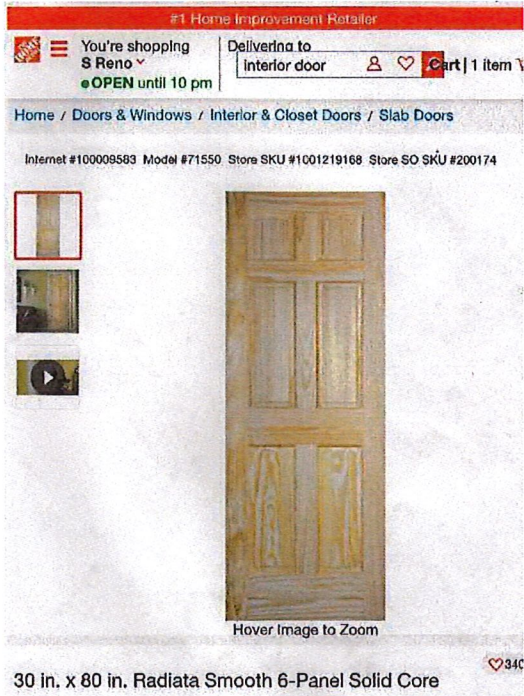 #1 Home Improvement Retailer
You're shopping
S Reno
OPEN until 10 pm
Delivering to
interior door
Cart | 1 item
Home / Doors & Windows / Interior & Closet Doors / Slab Doors
Internet #100009583 Model #71550 Store SKU #1001219168 Store SO SKU #200174
Hover Image to Zoom
340
30 in. x 80 in. Radiata Smooth 6-Panel Solid Core